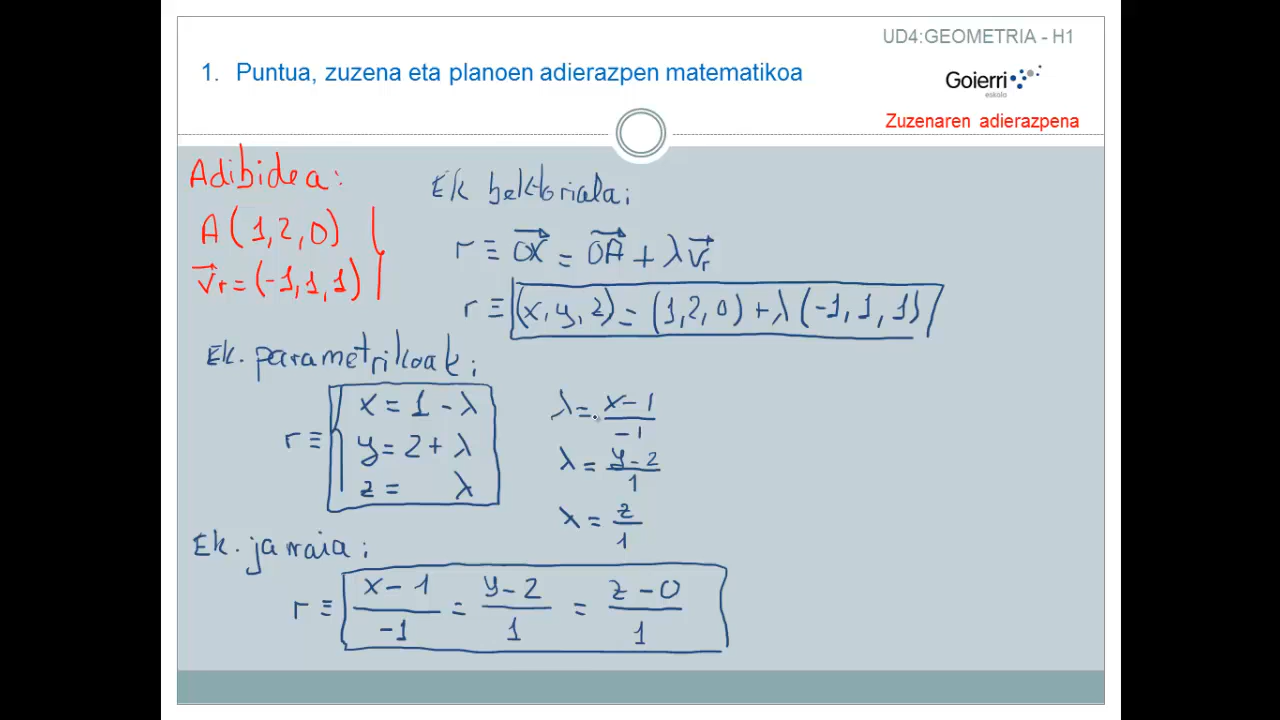 UD4:GEOMETRIA - H1
1. Puntua, zuzena eta planoen adierazpen matematikoa
Goierri
eskola
Zuzenaren adierazpena
Adibidea:
A(1,2,0)
v⃗r=(-1,1,1)
Ek bektoriala;
r≡ OX⃗ = OA⃗ + λv⃗r
r≡ (x,y,z)=(1,2,0)+λ(-1,1,1)
Ek. parametrikoak;
r≡ x=1-λ
y=2+λ
z= λ
λ=x-1/-1
λ=y-2/1
λ=z/1
Ek. jarraia;
r≡ x-1/-1 = y-2/1 = z-0/1